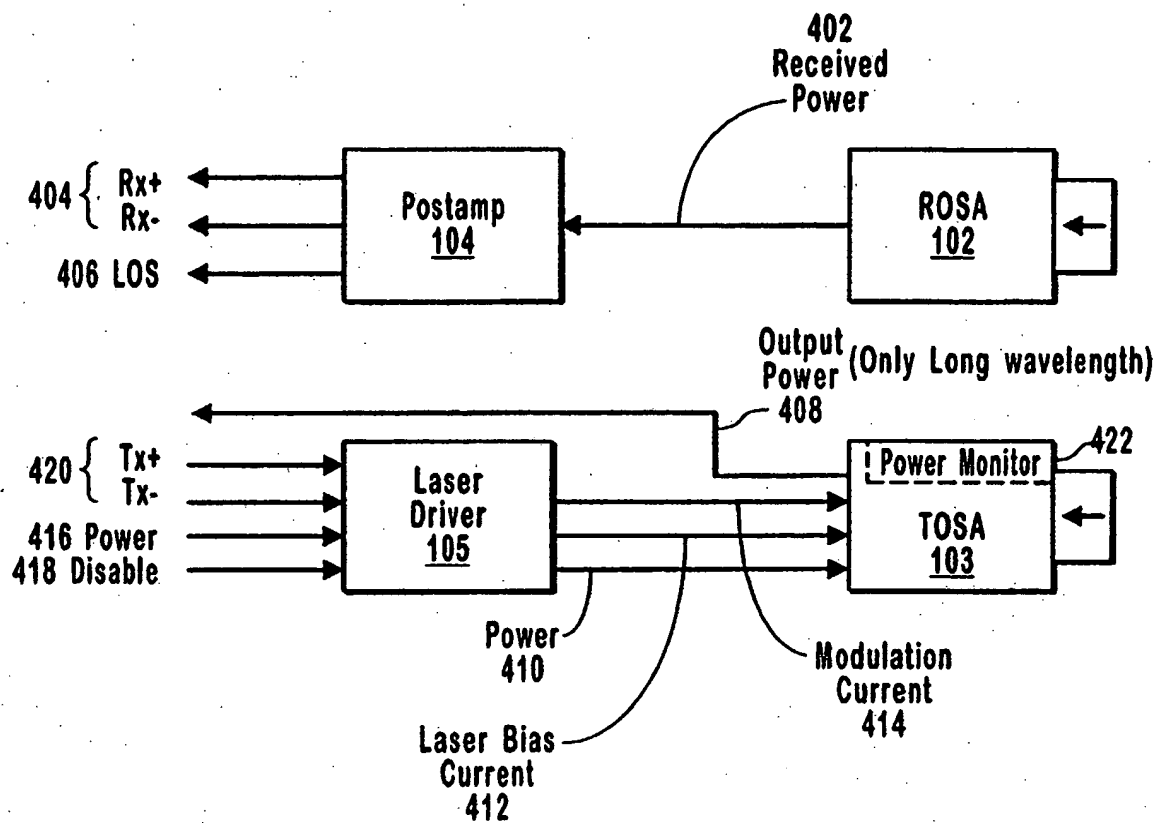 402
Received
Power
404 { Rx+
Rx-
406 LOS
Postamp
104
ROSA
102
Output
Power
408
(Only Long wavelength)
420 { Tx+
Tx-
416 Power
418 Disable
Laser
Driver
105
Power Monitor
422
TOSA
103
Power
410
Modulation
Current
414
Laser Bias
Current
412